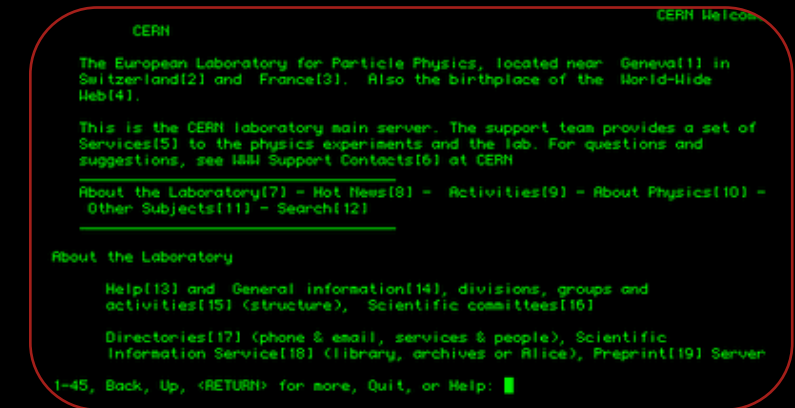 CERN Welcome
CERN
The European Laboratory for Particle Physics, located near Geneva[1] in
Switzerland[2] and France[3]. Also the birthplace of the World-Wide
Web[4].
This is the CERN laboratory main server. The support team provides a set of
Services[5] to the physics experiments and the lab. For questions and
suggestions, see WWW Support Contacts[6] at CERN
About the Laboratory[7] - Hot News[8] - Activities[9] - About Physics[10] -
Other Subjects[11] - Search[12]
About the Laboratory
Help[13] and General information[14], divisions, groups and
activities[15] (structure), Scientific committees[16]
Directories[17] (phone & email, services & people), Scientific
Information Service[18] (library, archives or Alice), Preprint[19] Server
1-45, Back, Up, <RETURN> for more, Quit, or Help: